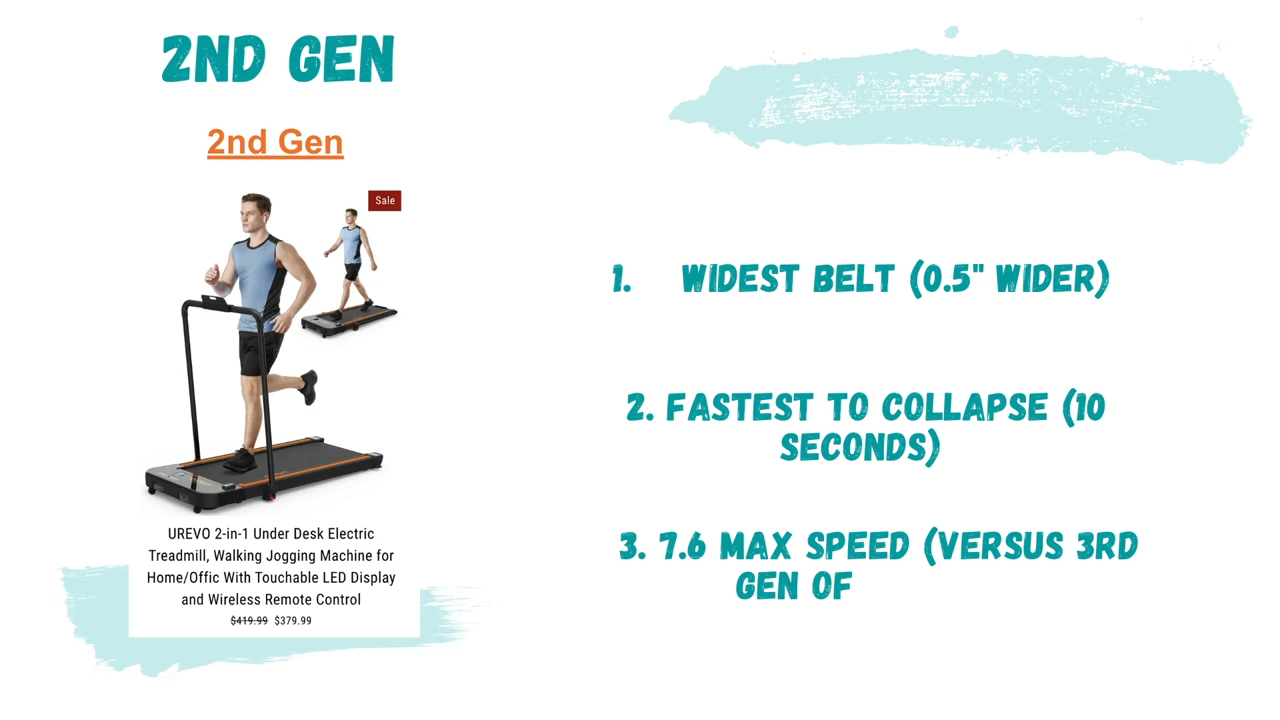 2ND GEN
2nd Gen
Sale
UREVO 2-in-1 Under Desk Electric
Treadmill, Walking Jogging Machine for
Home/Offic With Touchable LED Display
and Wireless Remote Control
$419.99 $379.99
1. WIDEST BELT (0.5" WIDER)
2. FASTEST TO COLLAPSE (10
SECONDS)
3. 7.6 MAX SPEED (VERSUS 3RD
GEN OF